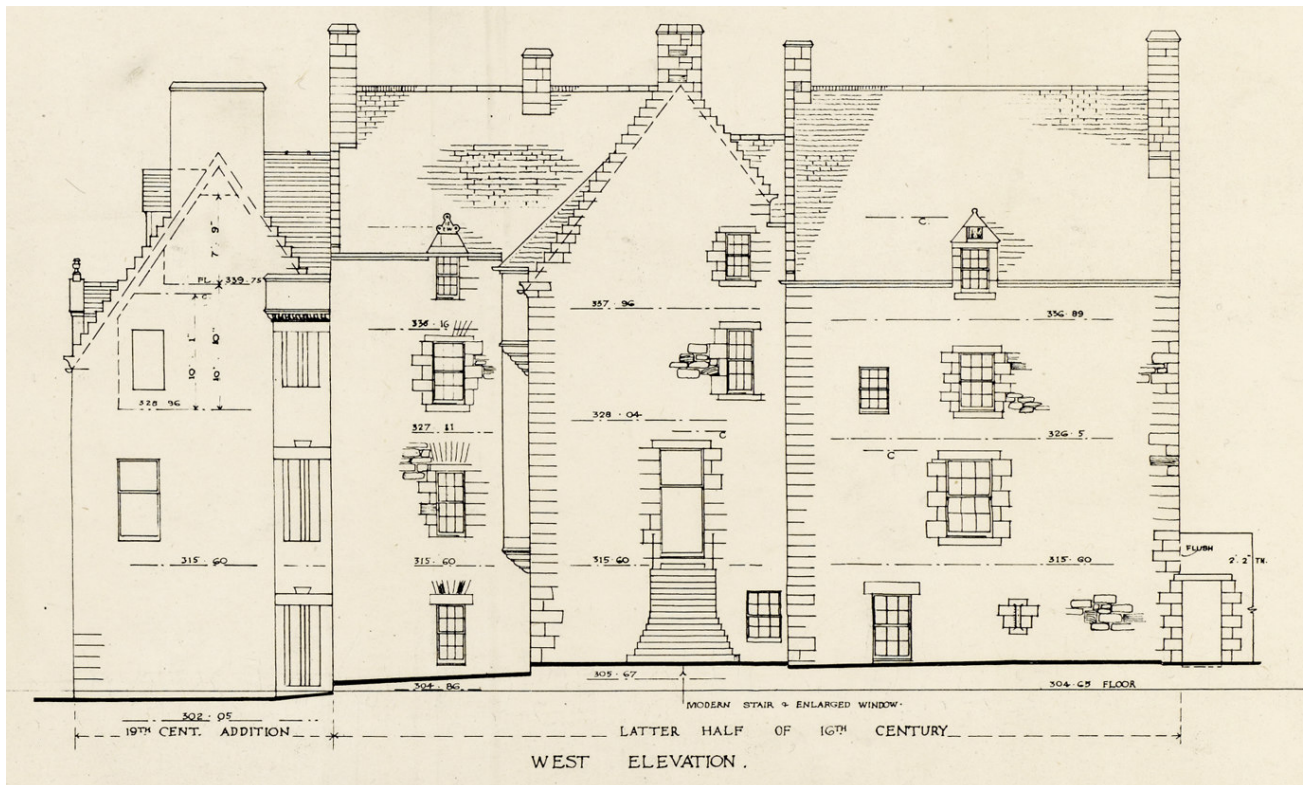 7' 9"
FL. 339.75
C
357.96
336.16
336.89
10' 1"
10' 10"
328 96
328.04
C
327 11
326.5
C
C
315.60
315.60
315.60
315.60
FLUSH
2'. 2" TH.
305.67
304.86
304.65 FLOOR
302.05
MODERN STAIR & ENLARGED WINDOW.
19TH CENT. ADDITION
LATTER HALF OF 16TH CENTURY
WEST ELEVATION.